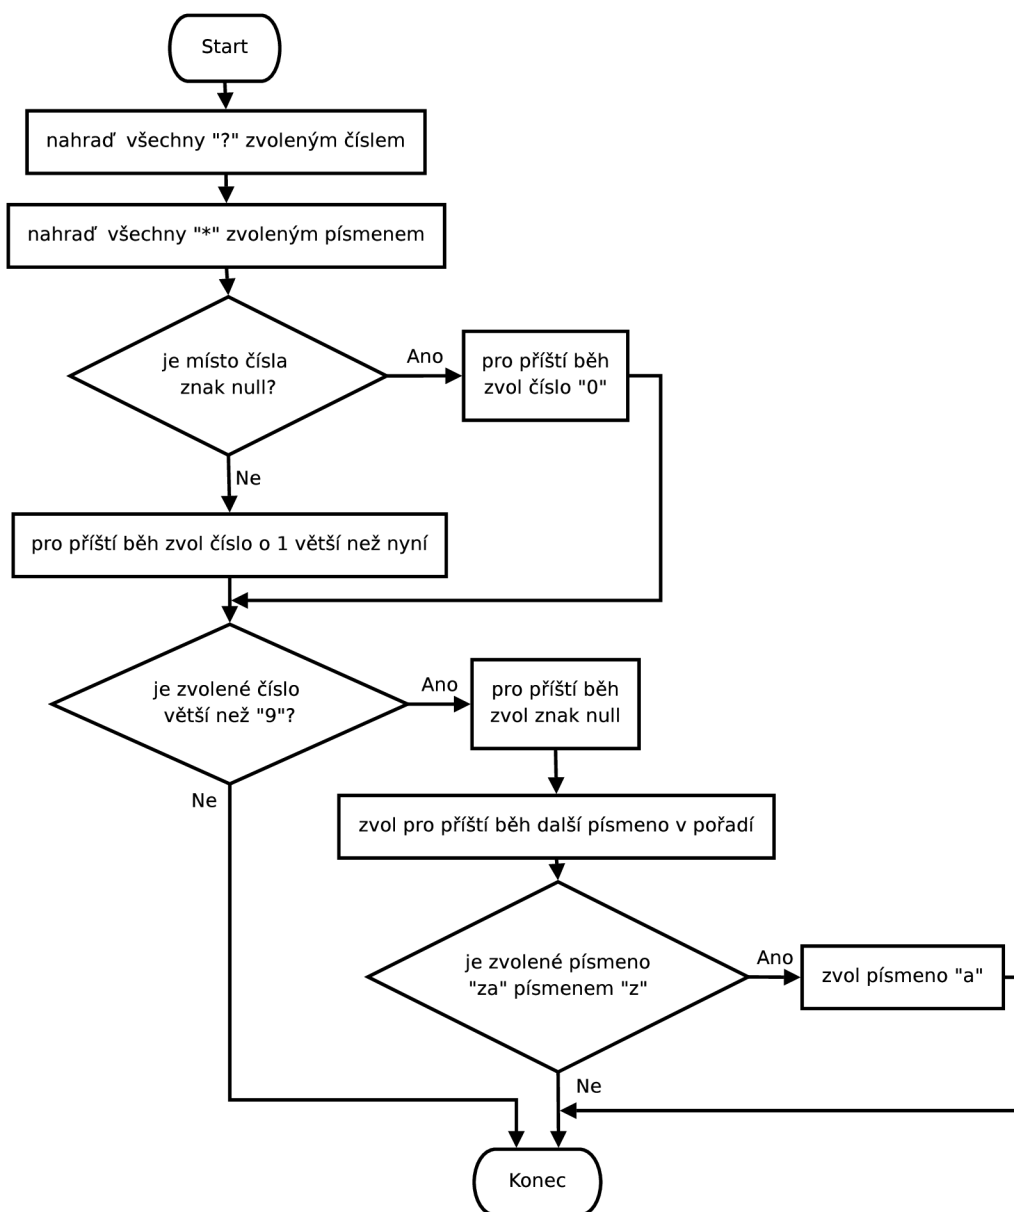 Start
nahraď všechny "?" zvoleným číslem
nahraď všechny "*" zvoleným písmenem
je místo čísla
znak null?
Ano
pro příští běh
zvol číslo "0"
Ne
pro příští běh zvol číslo o 1 větší než nyní
je zvolené číslo
větší než "9"?
Ano
pro příští běh
zvol znak null
Ne
zvol pro příští běh další písmeno v pořadí
je zvolené písmeno
"za" písmenem "z"
Ano
zvol písmeno "a"
Ne
Konec